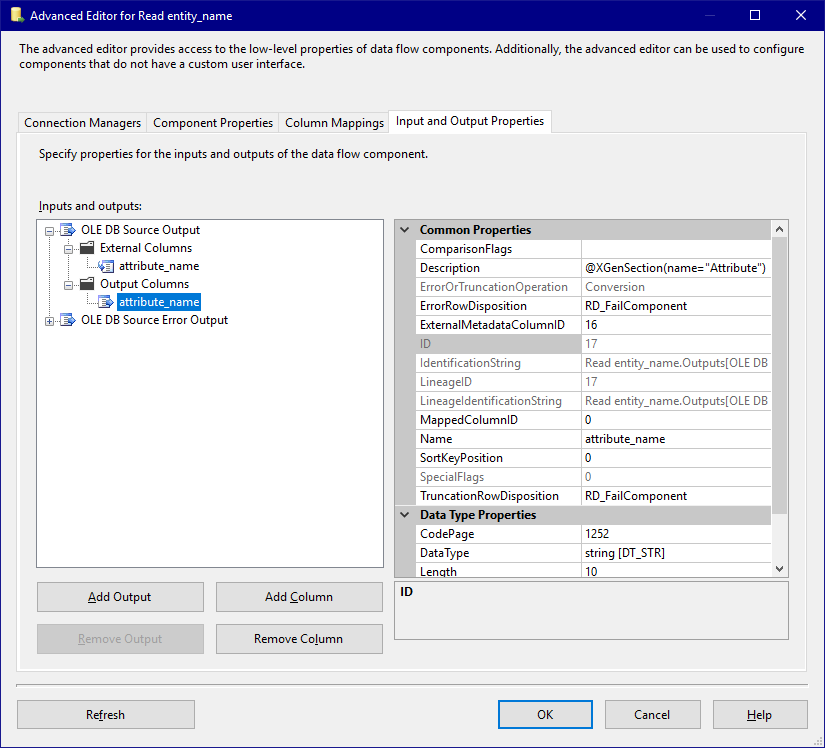 Advanced Editor for Read entity_name
The advanced editor provides access to the low-level properties of data flow components. Additionally, the advanced editor can be used to configure
components that do not have a custom user interface.
Connection Managers
Component Properties
Column Mappings
Input and Output Properties
Specify properties for the inputs and outputs of the data flow component.
Inputs and outputs:
OLE DB Source Output
External Columns
attribute_name
Output Columns
attribute_name
OLE DB Source Error Output
Common Properties
ComparisonFlags
Description @XGenSection(name="Attribute")
ErrorOrTruncationOperation Conversion
ErrorRowDisposition RD_FailComponent
ExternalMetadataColumnID 16
ID 17
IdentificationString Read entity_name.Outputs[OLE DB
LineageID 17
LineageIdentificationString Read entity_name.Outputs[OLE DB
MappedColumnID 0
Name attribute_name
SortKeyPosition 0
SpecialFlags 0
TruncationRowDisposition RD_FailComponent
Data Type Properties
CodePage 1252
DataType string [DT_STR]
Length 10
Add Output
Add Column
Remove Output
Remove Column
ID
Refresh
OK
Cancel
Help